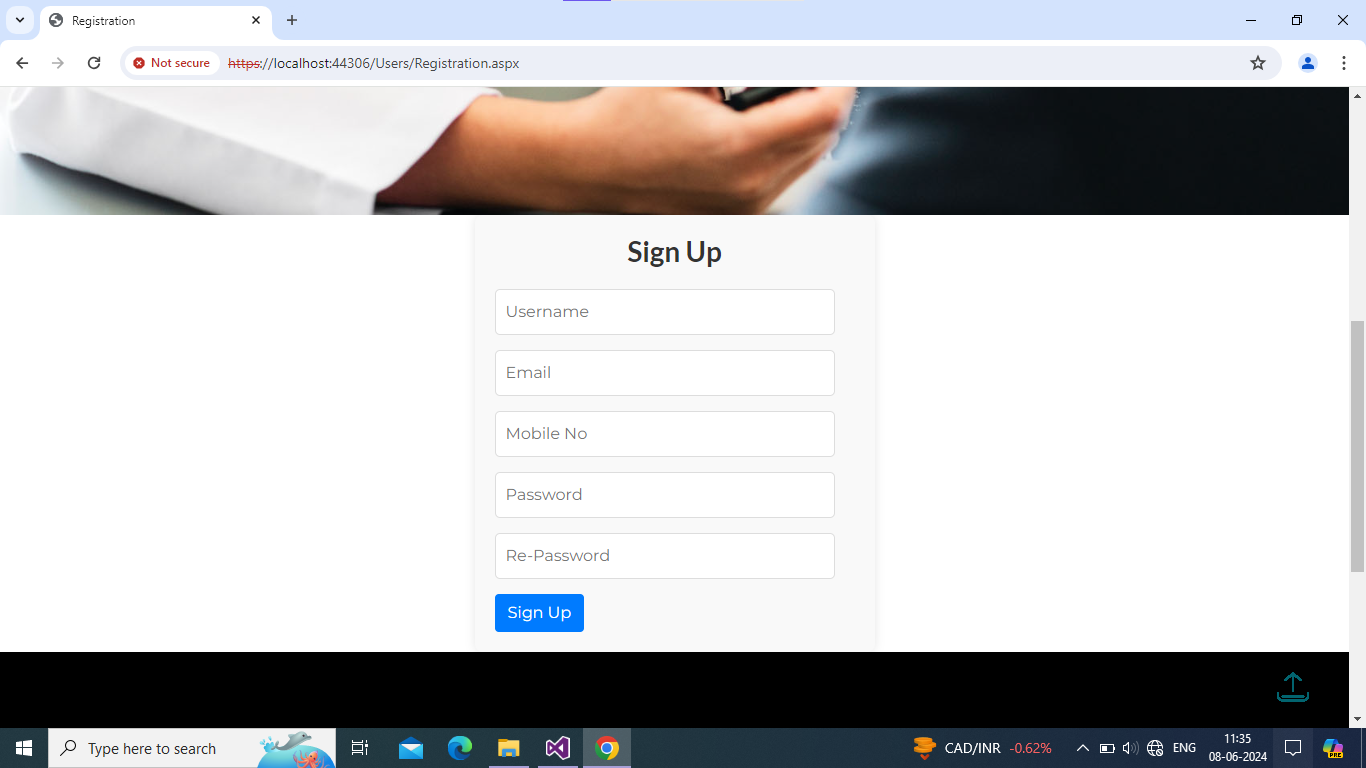 Registration
Not secure
https://localhost:44306/Users/Registration.aspx
Sign Up
Username
Email
Mobile No
Password
Re-Password
Sign Up
Type here to search
CAD/INR -0.62%
ENG
11:35
08-06-2024
PRE